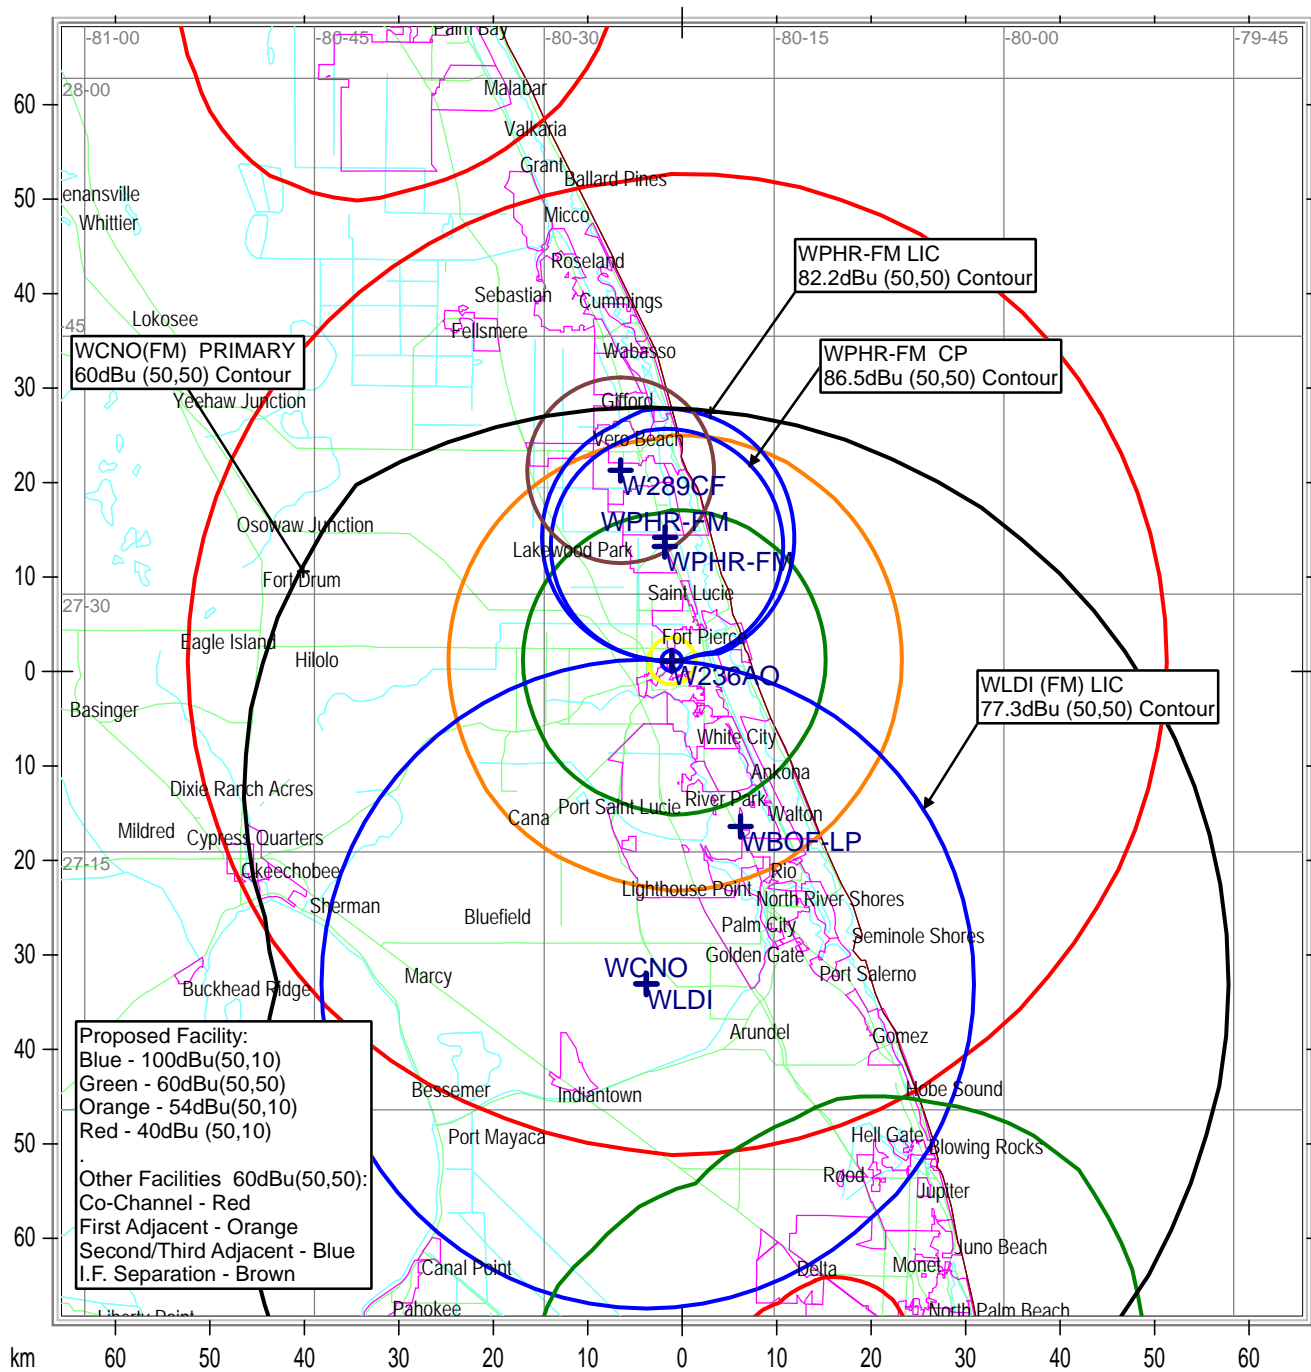 -81-00
-80-45
-80-30
-80-15
-80-00
-79-45
Palm Bay
28-00
Malabar
60
Valkaria
Grant
Ballard Pines
enansville
50
Whittier
Micco
WPHR-FM LIC
82.2dBu (50,50) Contour
Roseland
40
Sebastian
Cummings
Lokosee
45
Fellsmere
WCNO(FM) PRIMARY
60dBu (50,50) Contour
Wabasso
WPHR-FM CP
86.5dBu (50,50) Contour
30
Yeehaw Junction
Gifford
Vero Beach
20
W289CF
Osowaw Junction
WPHR-FM
Lakewood Park
WPHR-FM
10
Fort Drum
Saint Lucie
27-30
Eagle Island
Fort Pierce
Hilolo
0
W236AO
WLDI (FM) LIC
77.3dBu (50,50) Contour
Basinger
White City
10
Ankona
Dixie Ranch Acres
River Park
Port Saint Lucie
Walton
Cana
Mildred
Cypress Quarters
WBOF-LP
20
27-15
Okeechobee
Rio
Lighthouse Point
North River Shores
Sherman
Bluefield
Palm City
Seminole Shores
30
Golden Gate
WCNO
Port Salerno
Marcy
Buckhead Ridge
WLDI
Arundel
Gomez
40
Bessemer
Indiantown
Hobe Sound
Port Mayaca
Hell Gate
50
Blowing Rocks
Rood
Jupiter
60
Juno Beach
Canal Point
Delta
Monet
Pahokee
North Palm Beach
Liberty Point
Proposed Facility:
Blue - 100dBu(50,10)
Green - 60dBu(50,50)
Orange - 54dBu(50,10)
Red - 40dBu (50,10)
.
Other Facilities 60dBu(50,50):
Co-Channel - Red
First Adjacent - Orange
Second/Third Adjacent - Blue
I.F. Separation - Brown
km
60
50
40
30
20
10
0
10
20
30
40
50
60